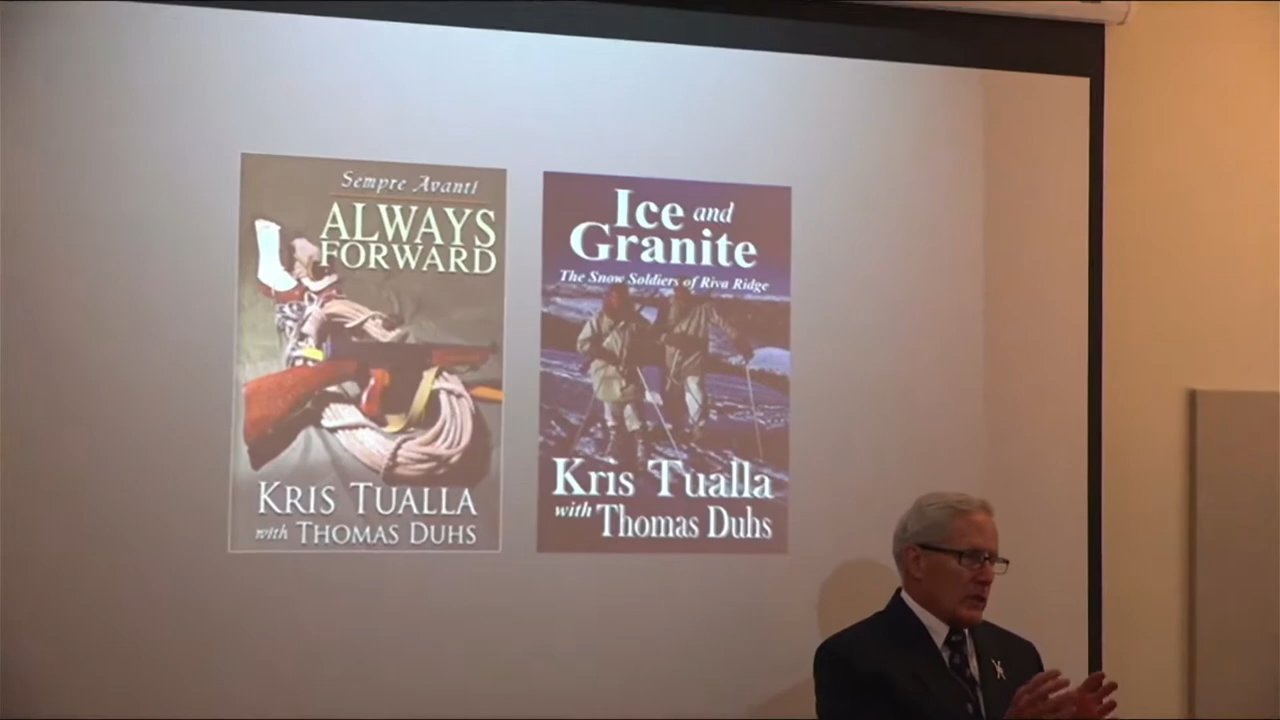 Sempre Avanti
ALWAYS
FORWARD
KRIS TUALLA
with THOMAS DUHS
Ice and
Granite
The Snow Soldiers of Riva Ridge
Kris Tualla
with Thomas Duhs